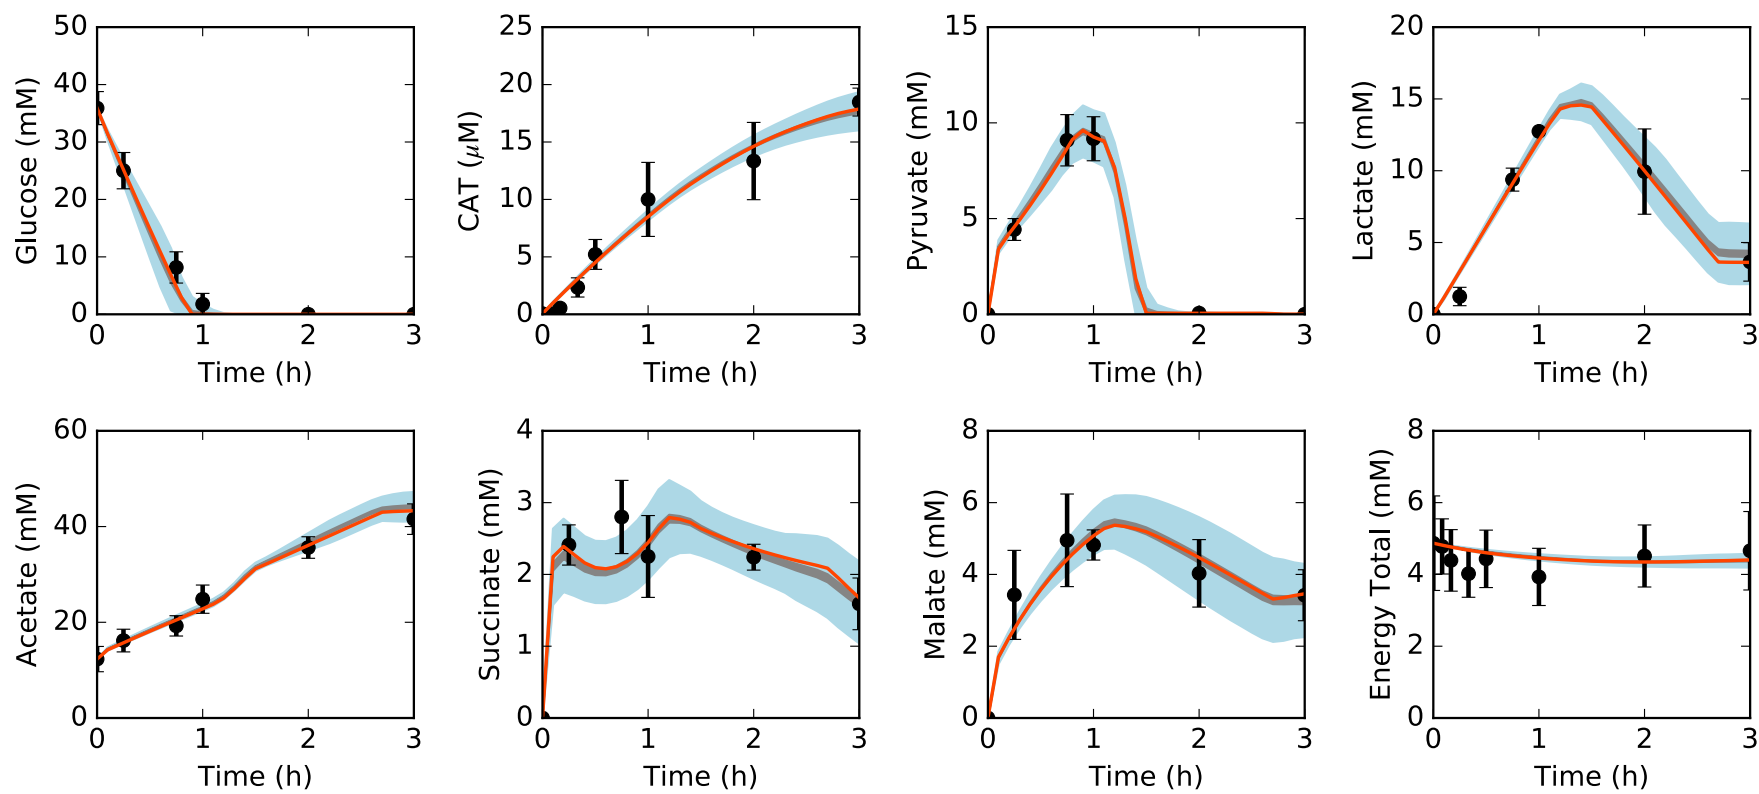 50
40
30
20
10
0
Glucose (mM)
0 1 2 3
Time (h)
25
20
15
10
5
0
CAT (μM)
0 1 2 3
Time (h)
15
10
5
0
Pyruvate (mM)
0 1 2 3
Time (h)
20
15
10
5
0
Lactate (mM)
0 1 2 3
Time (h)
60
40
20
0
Acetate (mM)
0 1 2 3
Time (h)
4
3
2
1
0
Succinate (mM)
0 1 2 3
Time (h)
8
6
4
2
0
Malate (mM)
0 1 2 3
Time (h)
8
6
4
2
0
Energy Total (mM)
0 1 2 3
Time (h)